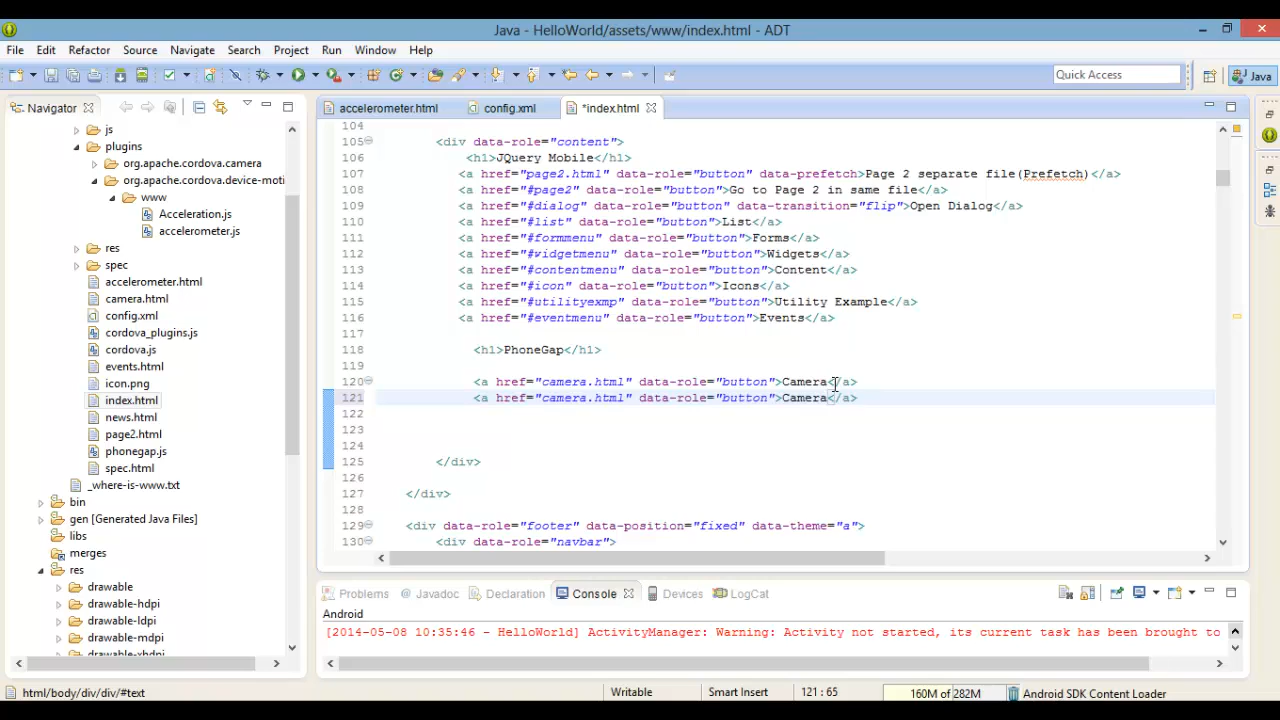 Java - HelloWorld/assets/www/index.html - ADT
File Edit Refactor Source Navigate Search Project Run Window Help
Quick Access
Java
Navigator
js
plugins
org.apache.cordova.camera
org.apache.cordova.device-moti
www
Acceleration.js
accelerometer.js
res
spec
accelerometer.html
camera.html
config.xml
cordova_plugins.js
cordova.js
events.html
icon.png
index.html
news.html
page2.html
phonegap.js
spec.html
_where-is-www.txt
bin
gen [Generated Java Files]
libs
merges
res
drawable
drawable-hdpi
drawable-ldpi
drawable-mdpi
drawable-xhdpi
accelerometer.html config.xml *index.html
104
105 <div data-role="content">
106 <h1>JQuery Mobile</h1>
107 <a href="page2.html" data-role="button" data-prefetch>Page 2 separate file(Prefetch)</a>
108 <a href="#page2" data-role="button">Go to Page 2 in same file</a>
109 <a href="#dialog" data-role="button" data-transition="flip">Open Dialog</a>
110 <a href="#list" data-role="button">List</a>
111 <a href="#formmenu" data-role="button">Forms</a>
112 <a href="#widgetmenu" data-role="button">Widgets</a>
113 <a href="#contentmenu" data-role="button">Content</a>
114 <a href="#icon" data-role="button">Icons</a>
115 <a href="#utilityexmp" data-role="button">Utility Example</a>
116 <a href="#eventmenu" data-role="button">Events</a>
117
118 <h1>PhoneGap</h1>
119
120 <a href="camera.html" data-role="button">Camera</a>
121 <a href="camera.html" data-role="button">Camera</a>
122
123
124
125 </div>
126
127 </div>
128
129 <div data-role="footer" data-position="fixed" data-theme="a">
130 <div data-role="navbar">
Problems Javadoc Declaration Console Devices LogCat
Android
[2014-05-08 10:35:46 - HelloWorld] ActivityManager: Warning: Activity not started, its current task has been brought to
html/body/div/div/#text Writable Smart Insert 121 : 65 160M of 282M Android SDK Content Loader